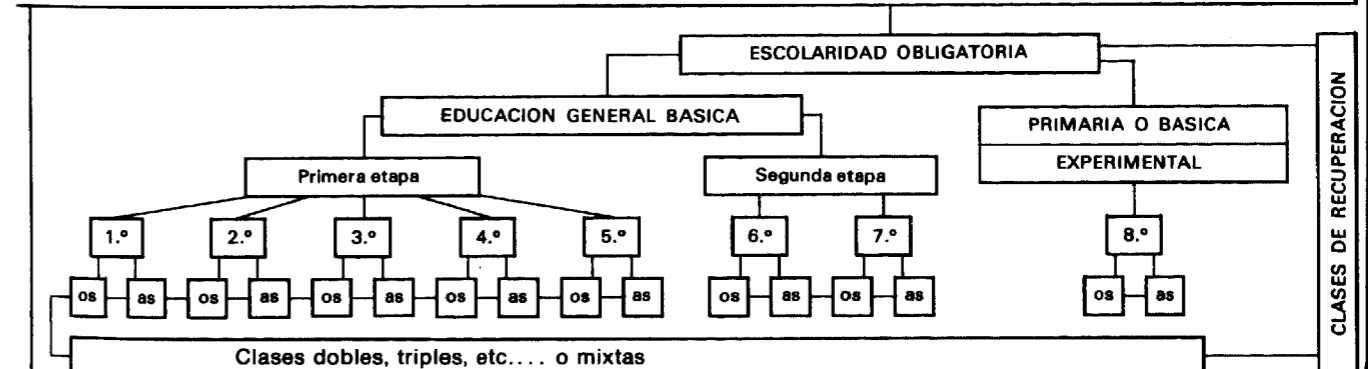 ESCOLARIDAD OBLIGATORIA
EDUCACION GENERAL BASICA
PRIMARIA O BASICA
EXPERIMENTAL
Primera etapa
Segunda etapa
1.º 2.º 3.º 4.º 5.º 6.º 7.º 8.º
os as os as os as os as os as os as os as os as
Clases dobles, triples, etc.... o mixtas
CLASES DE RECUPERACION